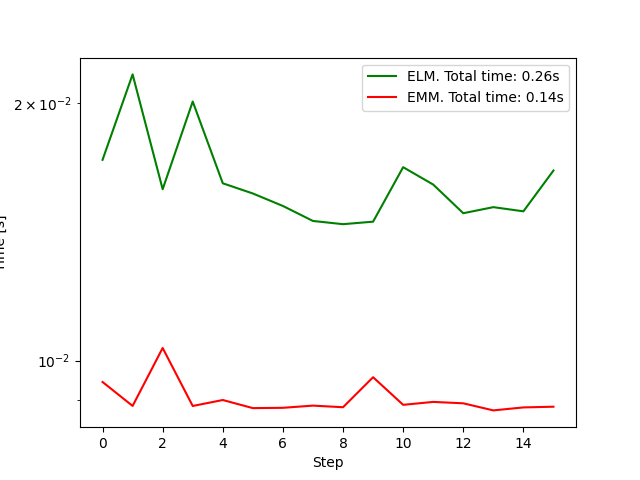 ELM. Total time: 0.26s
EMM. Total time: 0.14s
2 × 10⁻²
10⁻²
0 2 4 6 8 10 12 14
Step